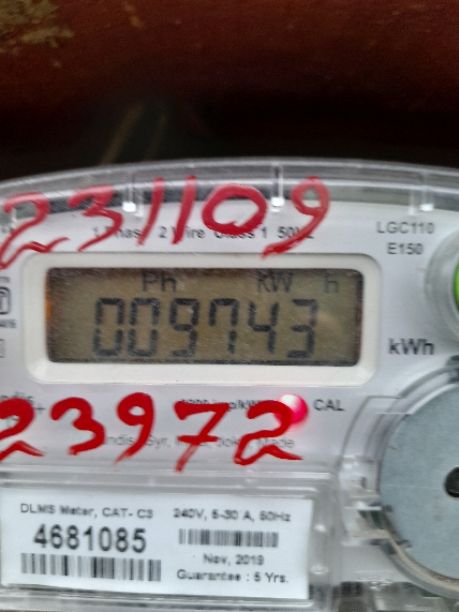 231109
1 Phase 2 Wire Class 1 50Hz
LGC110
E150
Ph kW h
009743
kWh
CAL
23972
Made
DLMS Meter, CAT- C3
4681085
240V, 5-30 A, 50Hz
Nov, 2019
Guarantee : 5 Yrs.